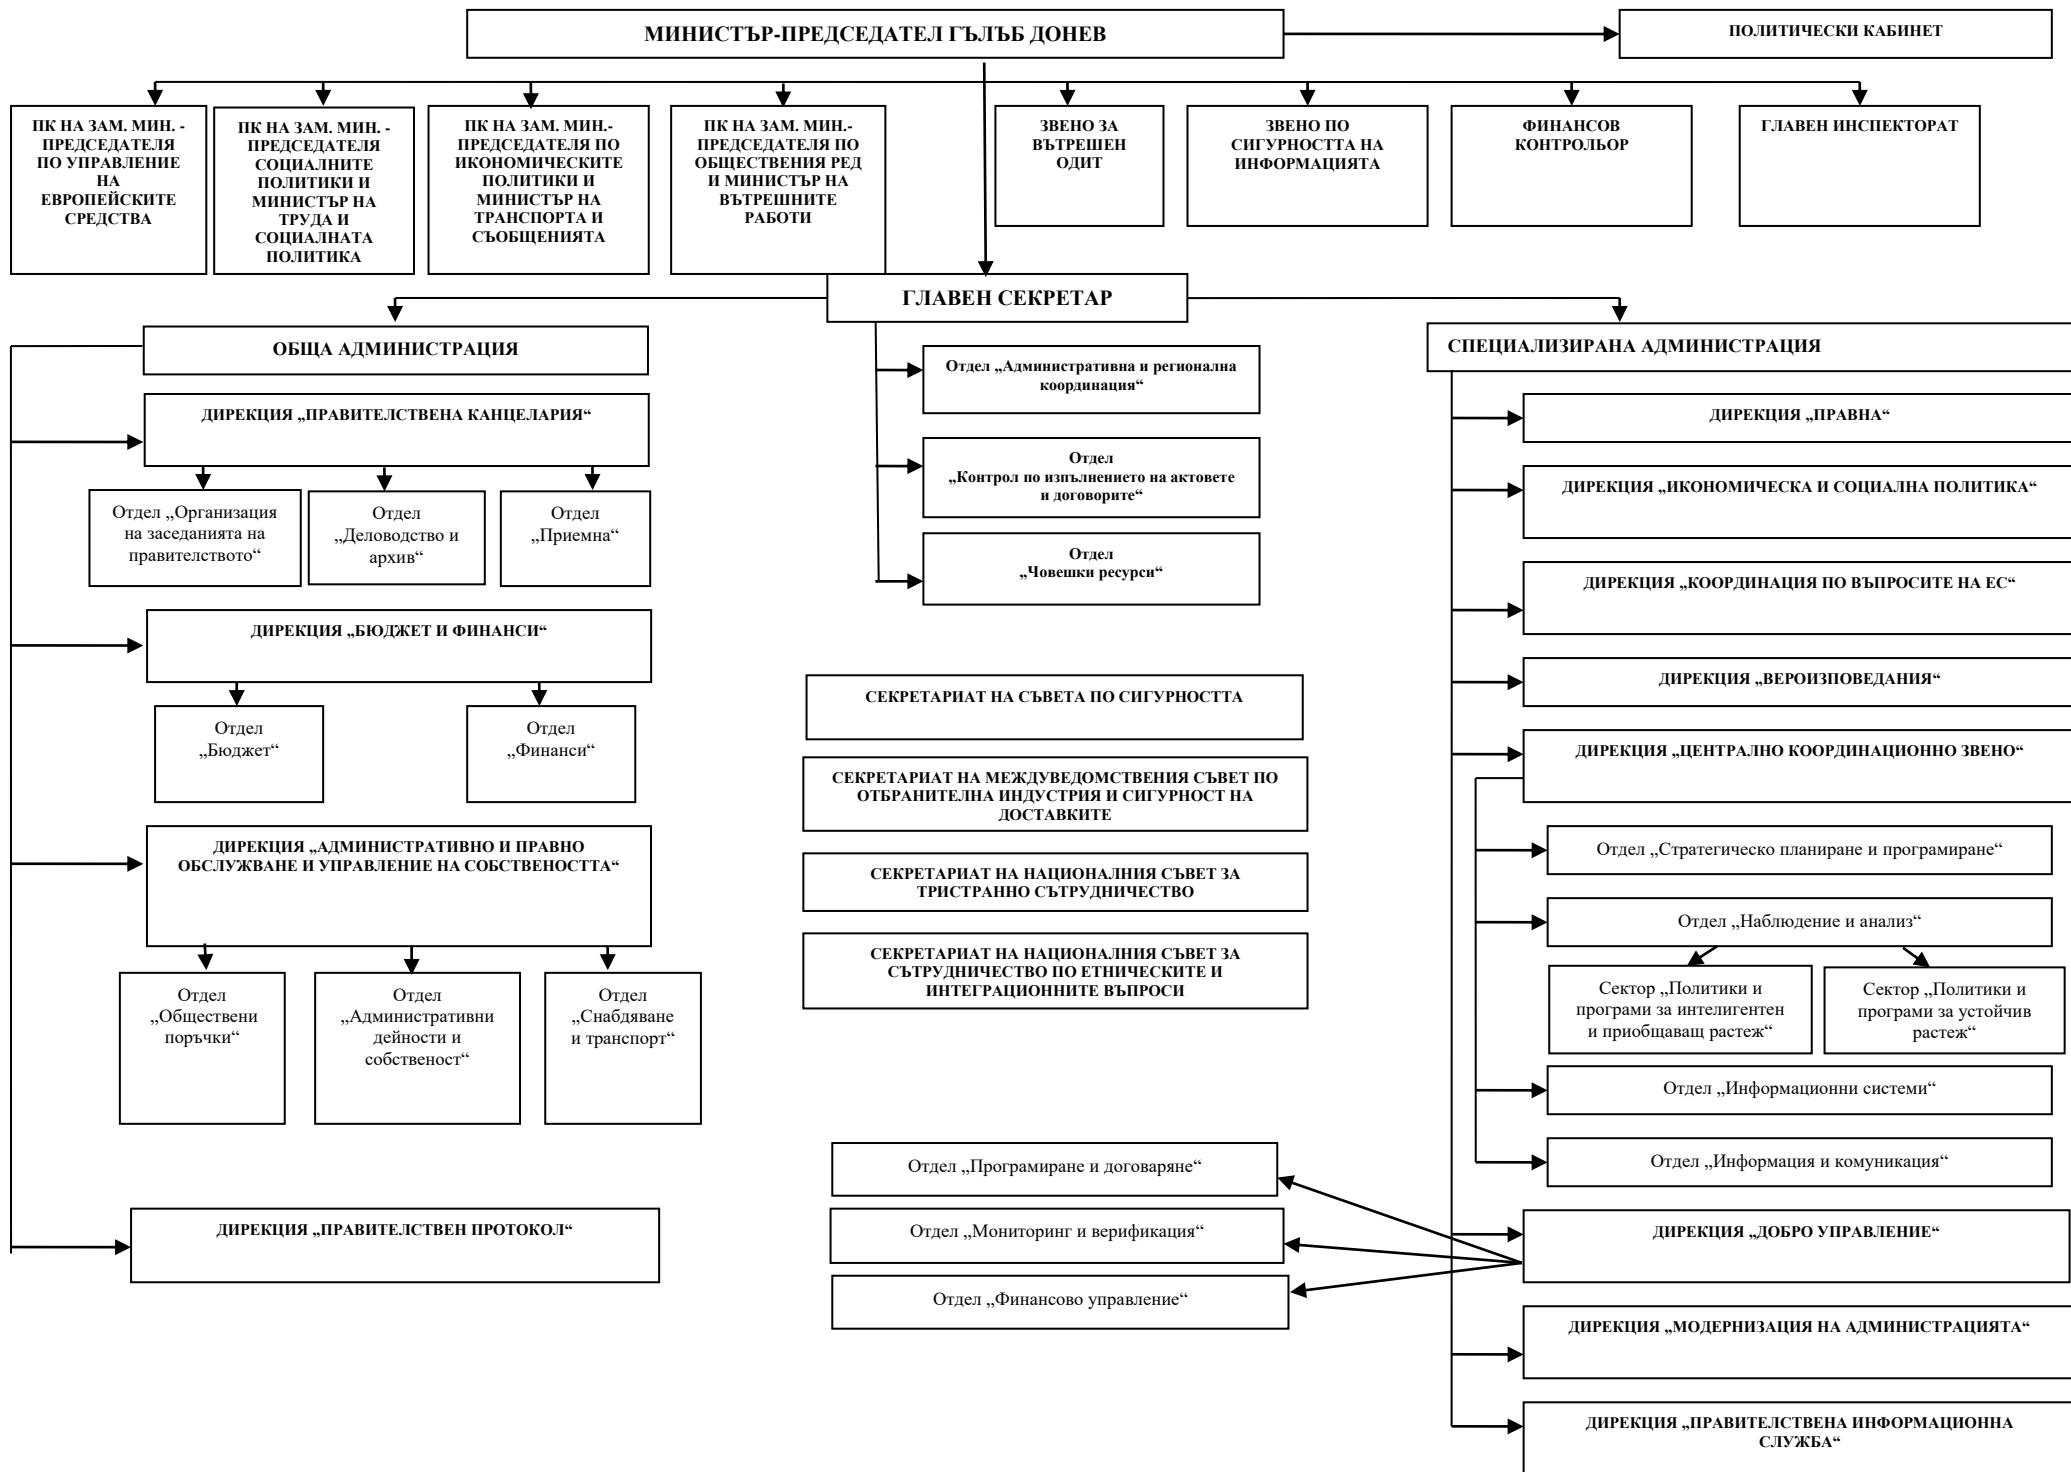 МИНИСТЪР-ПРЕДСЕДАТЕЛ ГЪЛЪБ ДОНЕВ
ПОЛИТИЧЕСКИ КАБИНЕТ
ПК НА ЗАМ. МИН. -
ПРЕДСЕДАТЕЛЯ
ПО УПРАВЛЕНИЕ
НА
ЕВРОПЕЙСКИТЕ
СРЕДСТВА
ПК НА ЗАМ. МИН. -
ПРЕДСЕДАТЕЛЯ
СОЦИАЛНИТЕ
ПОЛИТИКИ И
МИНИСТЪР НА
ТРУДА И
СОЦИАЛНАТА
ПОЛИТИКА
ПК НА ЗАМ. МИН.-
ПРЕДСЕДАТЕЛЯ ПО
ИКОНОМИЧЕСКИТЕ
ПОЛИТИКИ И
МИНИСТЪР НА
ТРАНСПОРТА И
СЪОБЩЕНИЯТА
ПК НА ЗАМ. МИН.-
ПРЕДСЕДАТЕЛЯ ПО
ОБЩЕСТВЕНИЯ РЕД
И МИНИСТЪР НА
ВЪТРЕШНИТЕ
РАБОТИ
ЗВЕНО ЗА
ВЪТРЕШЕН
ОДИТ
ЗВЕНО ПО
СИГУРНОСТТА НА
ИНФОРМАЦИЯТА
ФИНАНСОВ
КОНТРОЛЬОР
ГЛАВЕН ИНСПЕКТОРАТ
ГЛАВЕН СЕКРЕТАР
ОБЩА АДМИНИСТРАЦИЯ
ДИРЕКЦИЯ „ПРАВИТЕЛСТВЕНА КАНЦЕЛАРИЯ“
Отдел „Организация
на заседанията на
правителството“
Отдел
„Деловодство и
архив“
Отдел
„Приемна“
ДИРЕКЦИЯ „БЮДЖЕТ И ФИНАНСИ“
Отдел
„Бюджет“
Отдел
„Финанси“
ДИРЕКЦИЯ „АДМИНИСТРАТИВНО И ПРАВНО
ОБСЛУЖВАНЕ И УПРАВЛЕНИЕ НА СОБСТВЕНОСТТА“
Отдел
„Обществени
поръчки“
Отдел
„Административни
дейности и
собственост“
Отдел
„Снабдяване
и транспорт“
ДИРЕКЦИЯ „ПРАВИТЕЛСТВЕН ПРОТОКОЛ“
Отдел „Административна и регионална
координация“
Отдел
„Контрол по изпълнението на актовете
и договорите“
Отдел
„Човешки ресурси“
СЕКРЕТАРИАТ НА СЪВЕТА ПО СИГУРНОСТТА
СЕКРЕТАРИАТ НА МЕЖДУВЕДОМСТВЕНИЯ СЪВЕТ ПО
ОТБРАНИТЕЛНА ИНДУСТРИЯ И СИГУРНОСТ НА
ДОСТАВКИТЕ
СЕКРЕТАРИАТ НА НАЦИОНАЛНИЯ СЪВЕТ ЗА
ТРИСТРАННО СЪТРУДНИЧЕСТВО
СЕКРЕТАРИАТ НА НАЦИОНАЛНИЯ СЪВЕТ ЗА
СЪТРУДНИЧЕСТВО ПО ЕТНИЧЕСКИТЕ И
ИНТЕГРАЦИОННИТЕ ВЪПРОСИ
Отдел „Програмиране и договаряне“
Отдел „Мониторинг и верификация“
Отдел „Финансово управление“
СПЕЦИАЛИЗИРАНА АДМИНИСТРАЦИЯ
ДИРЕКЦИЯ „ПРАВНА“
ДИРЕКЦИЯ „ИКОНОМИЧЕСКА И СОЦИАЛНА ПОЛИТИКА“
ДИРЕКЦИЯ „КООРДИНАЦИЯ ПО ВЪПРОСИТЕ НА ЕС“
ДИРЕКЦИЯ „ВЕРОИЗПОВЕДАНИЯ“
ДИРЕКЦИЯ „ЦЕНТРАЛНО КООРДИНАЦИОННО ЗВЕНО“
Отдел „Стратегическо планиране и програмиране“
Отдел „Наблюдение и анализ“
Сектор „Политики и
програми за интелигентен
и приобщаващ растеж“
Сектор „Политики и
програми за устойчив
растеж“
Отдел „Информационни системи“
Отдел „Информация и комуникация“
ДИРЕКЦИЯ „ДОБРО УПРАВЛЕНИЕ“
ДИРЕКЦИЯ „МОДЕРНИЗАЦИЯ НА АДМИНИСТРАЦИЯТА“
ДИРЕКЦИЯ „ПРАВИТЕЛСТВЕНА ИНФОРМАЦИОННА
СЛУЖБА“